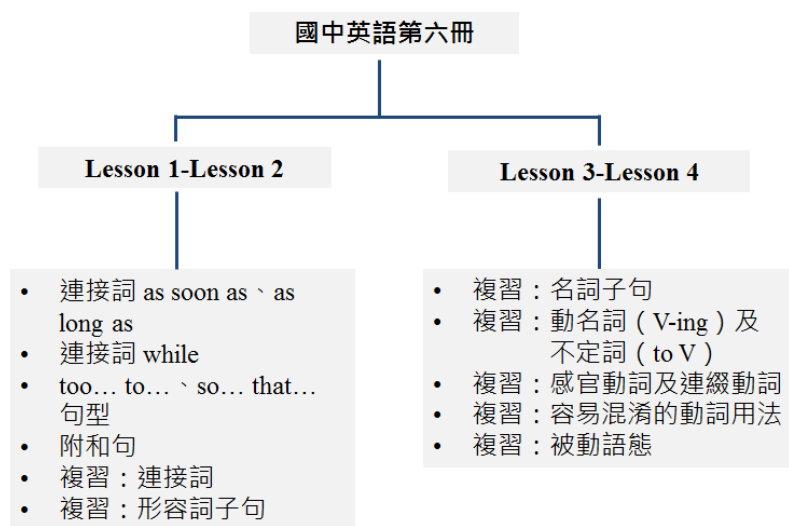 國中英語第六冊
Lesson 1-Lesson 2
• 連接詞 as soon as、as
long as
• 連接詞 while
• too… to…、so… that…
句型
• 附和句
• 複習：連接詞
• 複習：形容詞子句
Lesson 3-Lesson 4
• 複習：名詞子句
• 複習：動名詞（V-ing）及
不定詞（to V）
• 複習：感官動詞及連綴動詞
• 複習：容易混淆的動詞用法
• 複習：被動語態